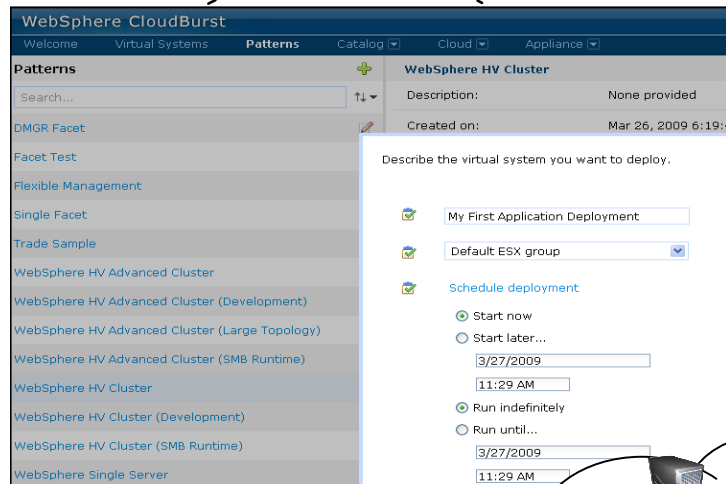 WebSphere CloudBurst
Welcome Virtual Systems Patterns Catalog Cloud Appliance
Patterns
Search...
DMGR Facet
Facet Test
Flexible Management
Single Facet
Trade Sample
WebSphere HV Advanced Cluster
WebSphere HV Advanced Cluster (Development)
WebSphere HV Advanced Cluster (Large Topology)
WebSphere HV Advanced Cluster (SMB Runtime)
WebSphere HV Cluster
WebSphere HV Cluster (Development)
WebSphere HV Cluster (SMB Runtime)
WebSphere Single Server
WebSphere HV Cluster
Description: None provided
Created on: Mar 26, 2009 6:19:
Describe the virtual system you want to deploy.
My First Application Deployment
Default ESX group
Schedule deployment
Start now
Start later...
3/27/2009
11:29 AM
Run indefinitely
Run until...
3/27/2009
11:29 AM